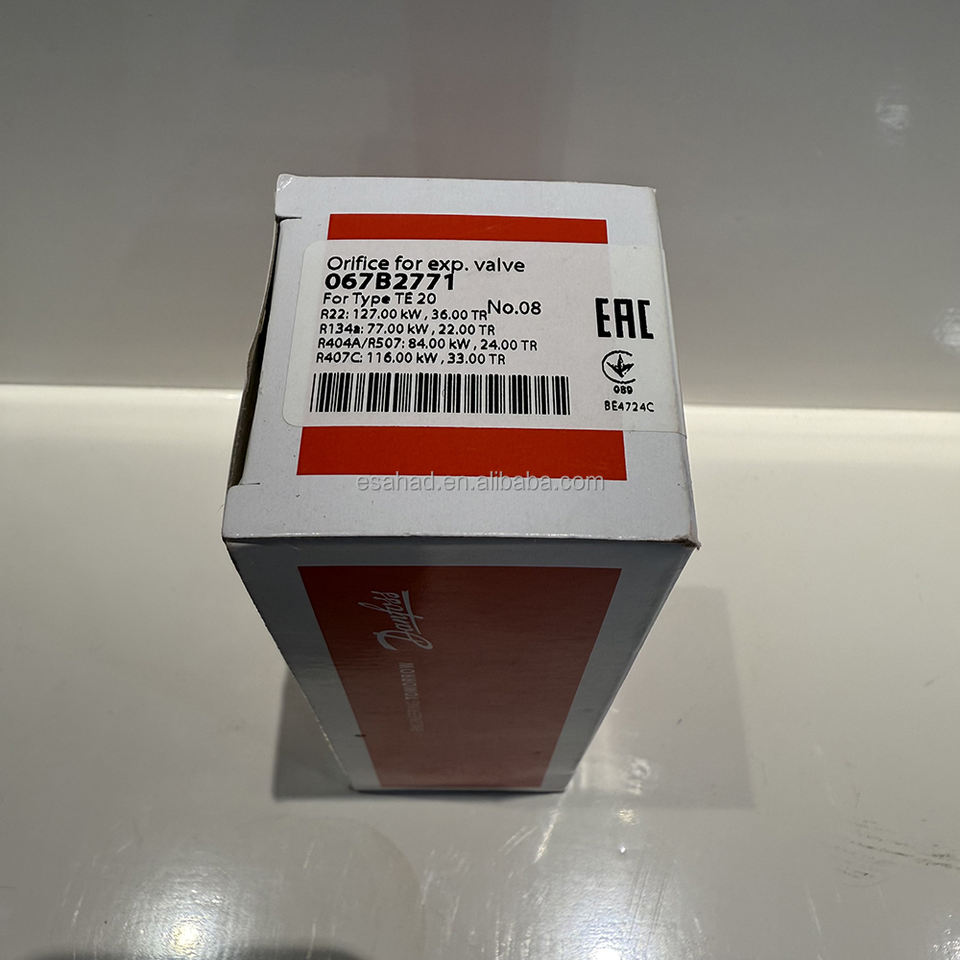 Orifice for exp. valve
067B2771
For Type TE 20
No.08
R22: 127.00 kW , 36.00 TR
R134a: 77.00 kW , 22.00 TR
R404A/R507: 84.00 kW , 24.00 TR
R407C: 116.00 kW , 33.00 TR
EAC
089
BE4724C
esahad.en.alibaba.com
Danfoss
ENGINEERING TOMORROW